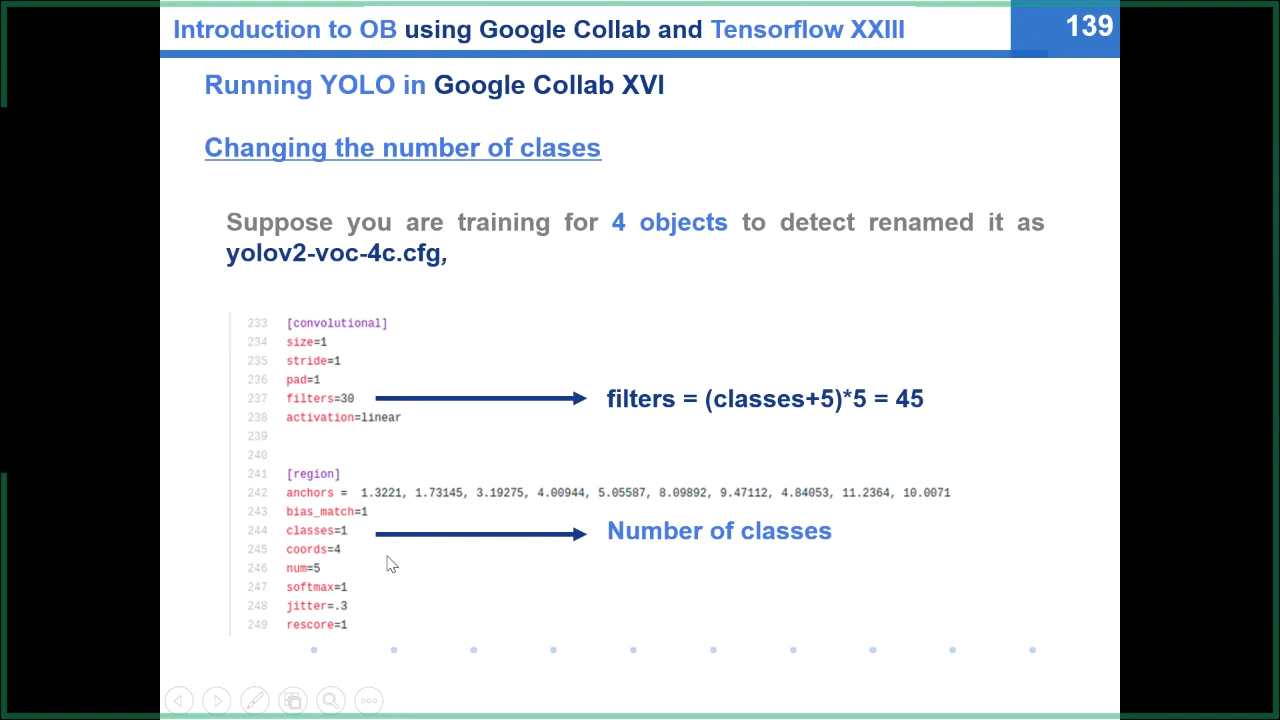 Introduction to OB using Google Collab and Tensorflow XXIII
139
Running YOLO in Google Collab XVI
Changing the number of clases
Suppose you are training for 4 objects to detect renamed it as
yolov2-voc-4c.cfg,
233 [convolutional]
234 size=1
235 stride=1
236 pad=1
237 filters=30
filters = (classes+5)*5 = 45
238 activation=linear
239
240
241 [region]
242 anchors = 1.3221, 1.73145, 3.19275, 4.00944, 5.05587, 8.09892, 9.47112, 4.84053, 11.2364, 10.0071
243 bias_match=1
244 classes=1
Number of classes
245 coords=4
246 num=5
247 softmax=1
248 jitter=.3
249 rescore=1